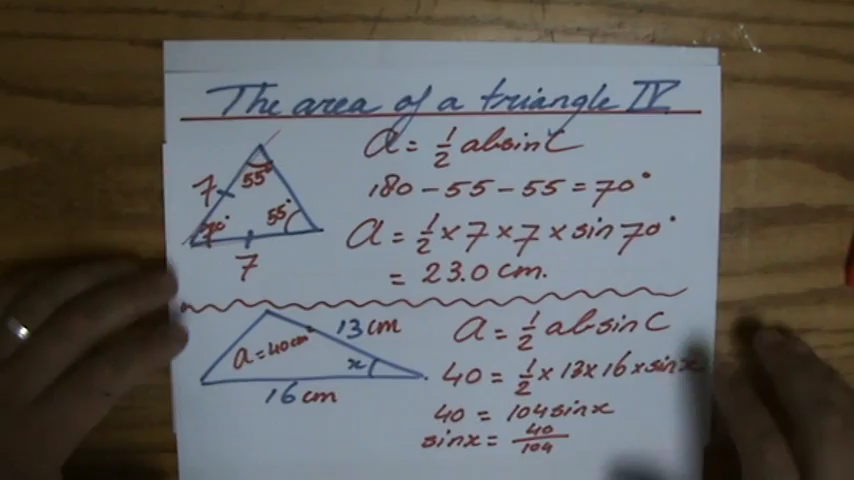 The area of a triangle IV
a = 1/2 ab sin C
55°
7
180 - 55 - 55 = 70°
70°
55°
a = 1/2 × 7 × 7 × sin 70°
7
= 23.0 cm.
13 cm
a = 1/2 ab sin C
a = 40cm
x
40 = 1/2 × 13 × 16 × sin x
16 cm
40 = 104 sin x
sin x = 40/104